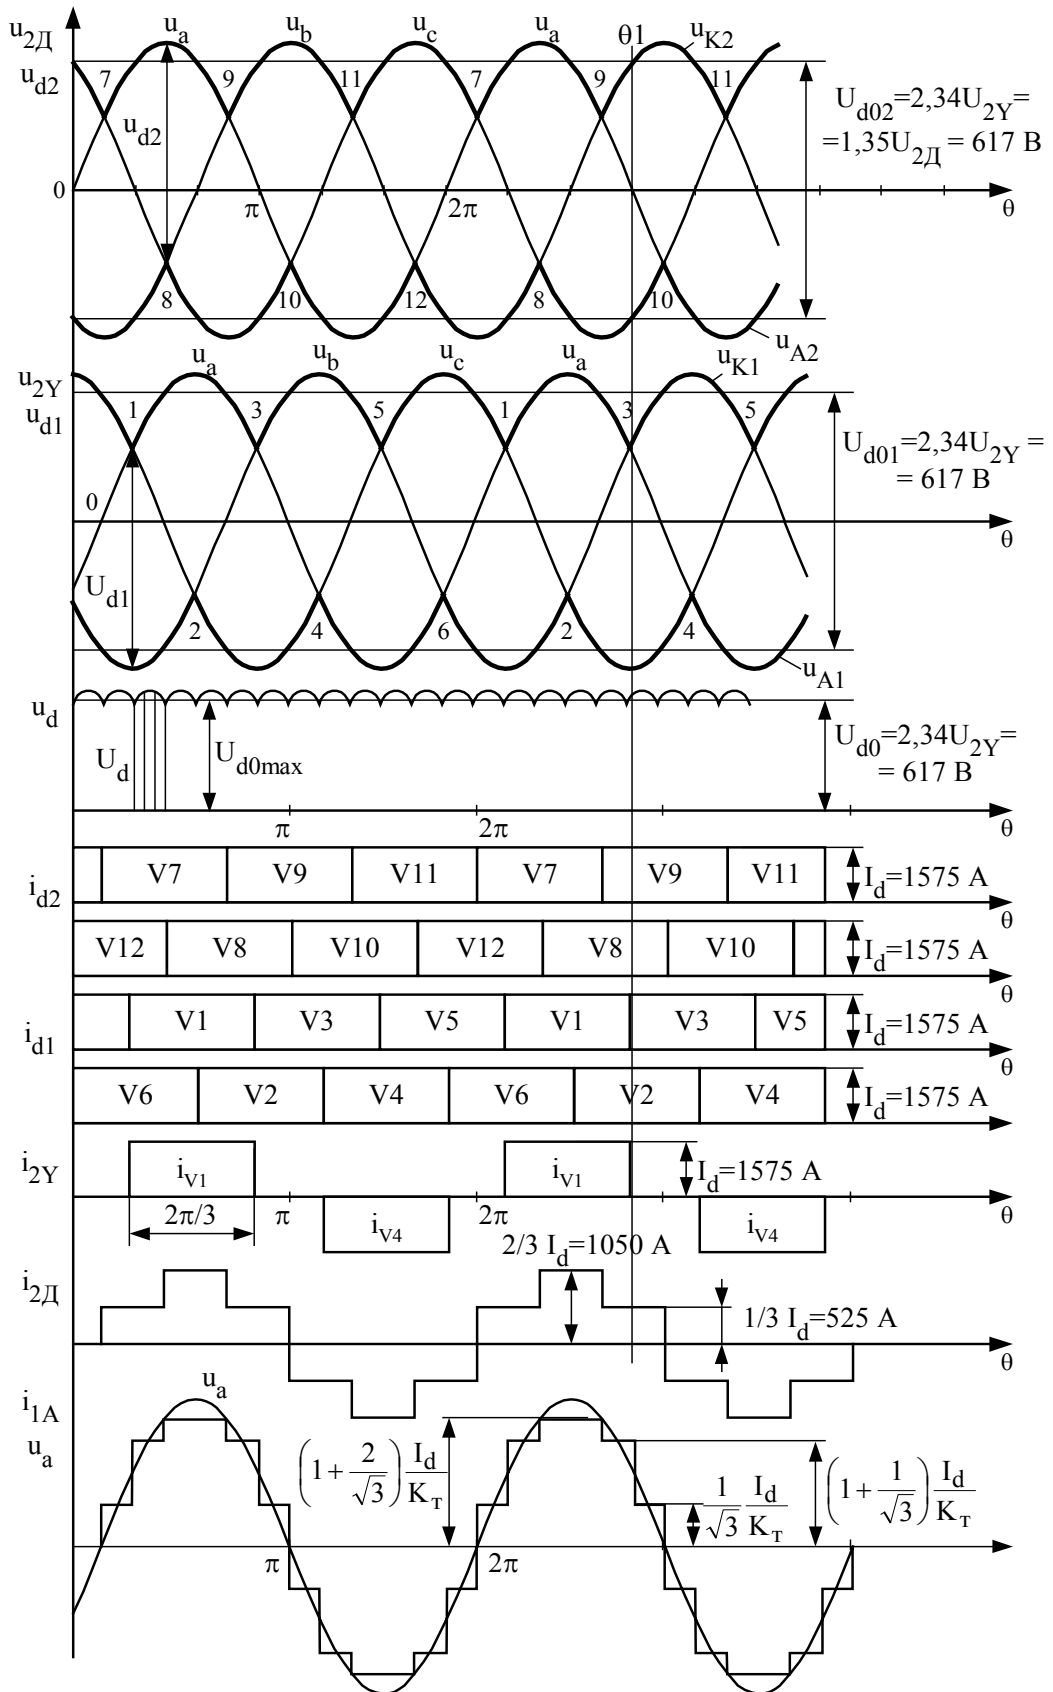 u2Д ua ub uc ua θ1 uK2
ud2 7 9 11 7 9 11
ud2
Ud02=2,34U2Y=
=1,35U2Д = 617 В
0 π 2π θ
8 10 12 8 10
uA2
u2Y ua ub uc ua uK1
ud1 1 3 5 1 3 5
Ud01=2,34U2Y =
= 617 В
0 θ
Ud1
2 4 6 2 4
uA1
ud
Ud Ud0max
Ud0=2,34U2Y=
= 617 В
π 2π θ
id2 V7 V9 V11 V7 V9 V11 Id=1575 А
θ
V12 V8 V10 V12 V8 V10 Id=1575 А
θ
id1 V1 V3 V5 V1 V3 V5 Id=1575 А
θ
V6 V2 V4 V6 V2 V4 Id=1575 А
θ
i2Y iV1 iV1 Id=1575 А
2π/3 π iV4 2π iV4 θ
2/3 Id=1050 А
i2Д
1/3 Id=525 А
θ
i1A ua
ua
(1+2/√3) Id/Kт
1/√3 Id/Kт
(1+1/√3) Id/Kт
π 2π